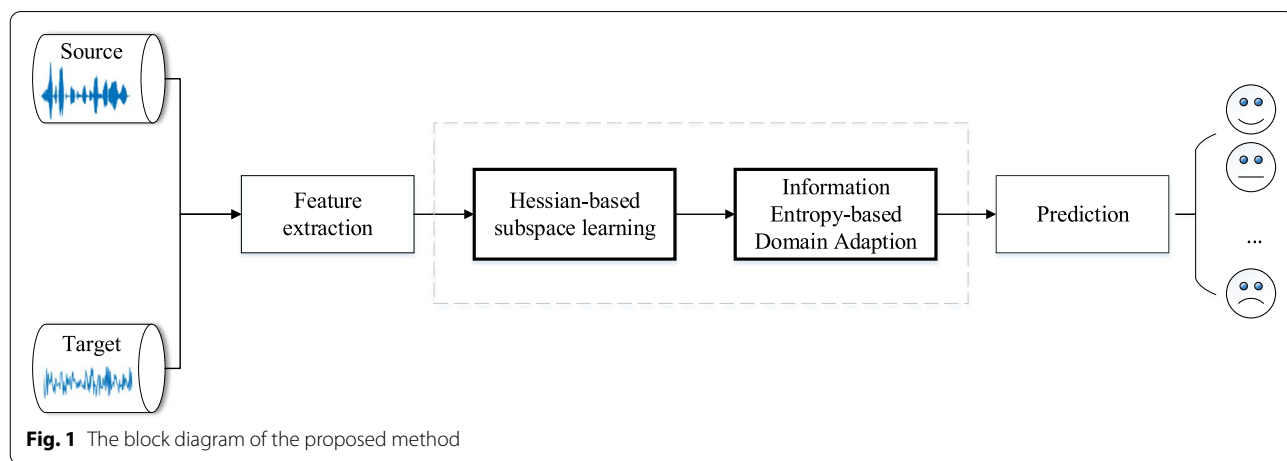 Source
Target
Feature
extraction
Hessian-based
subspace learning
Information
Entropy-based
Domain Adaption
Prediction
...
Fig. 1 The block diagram of the proposed method